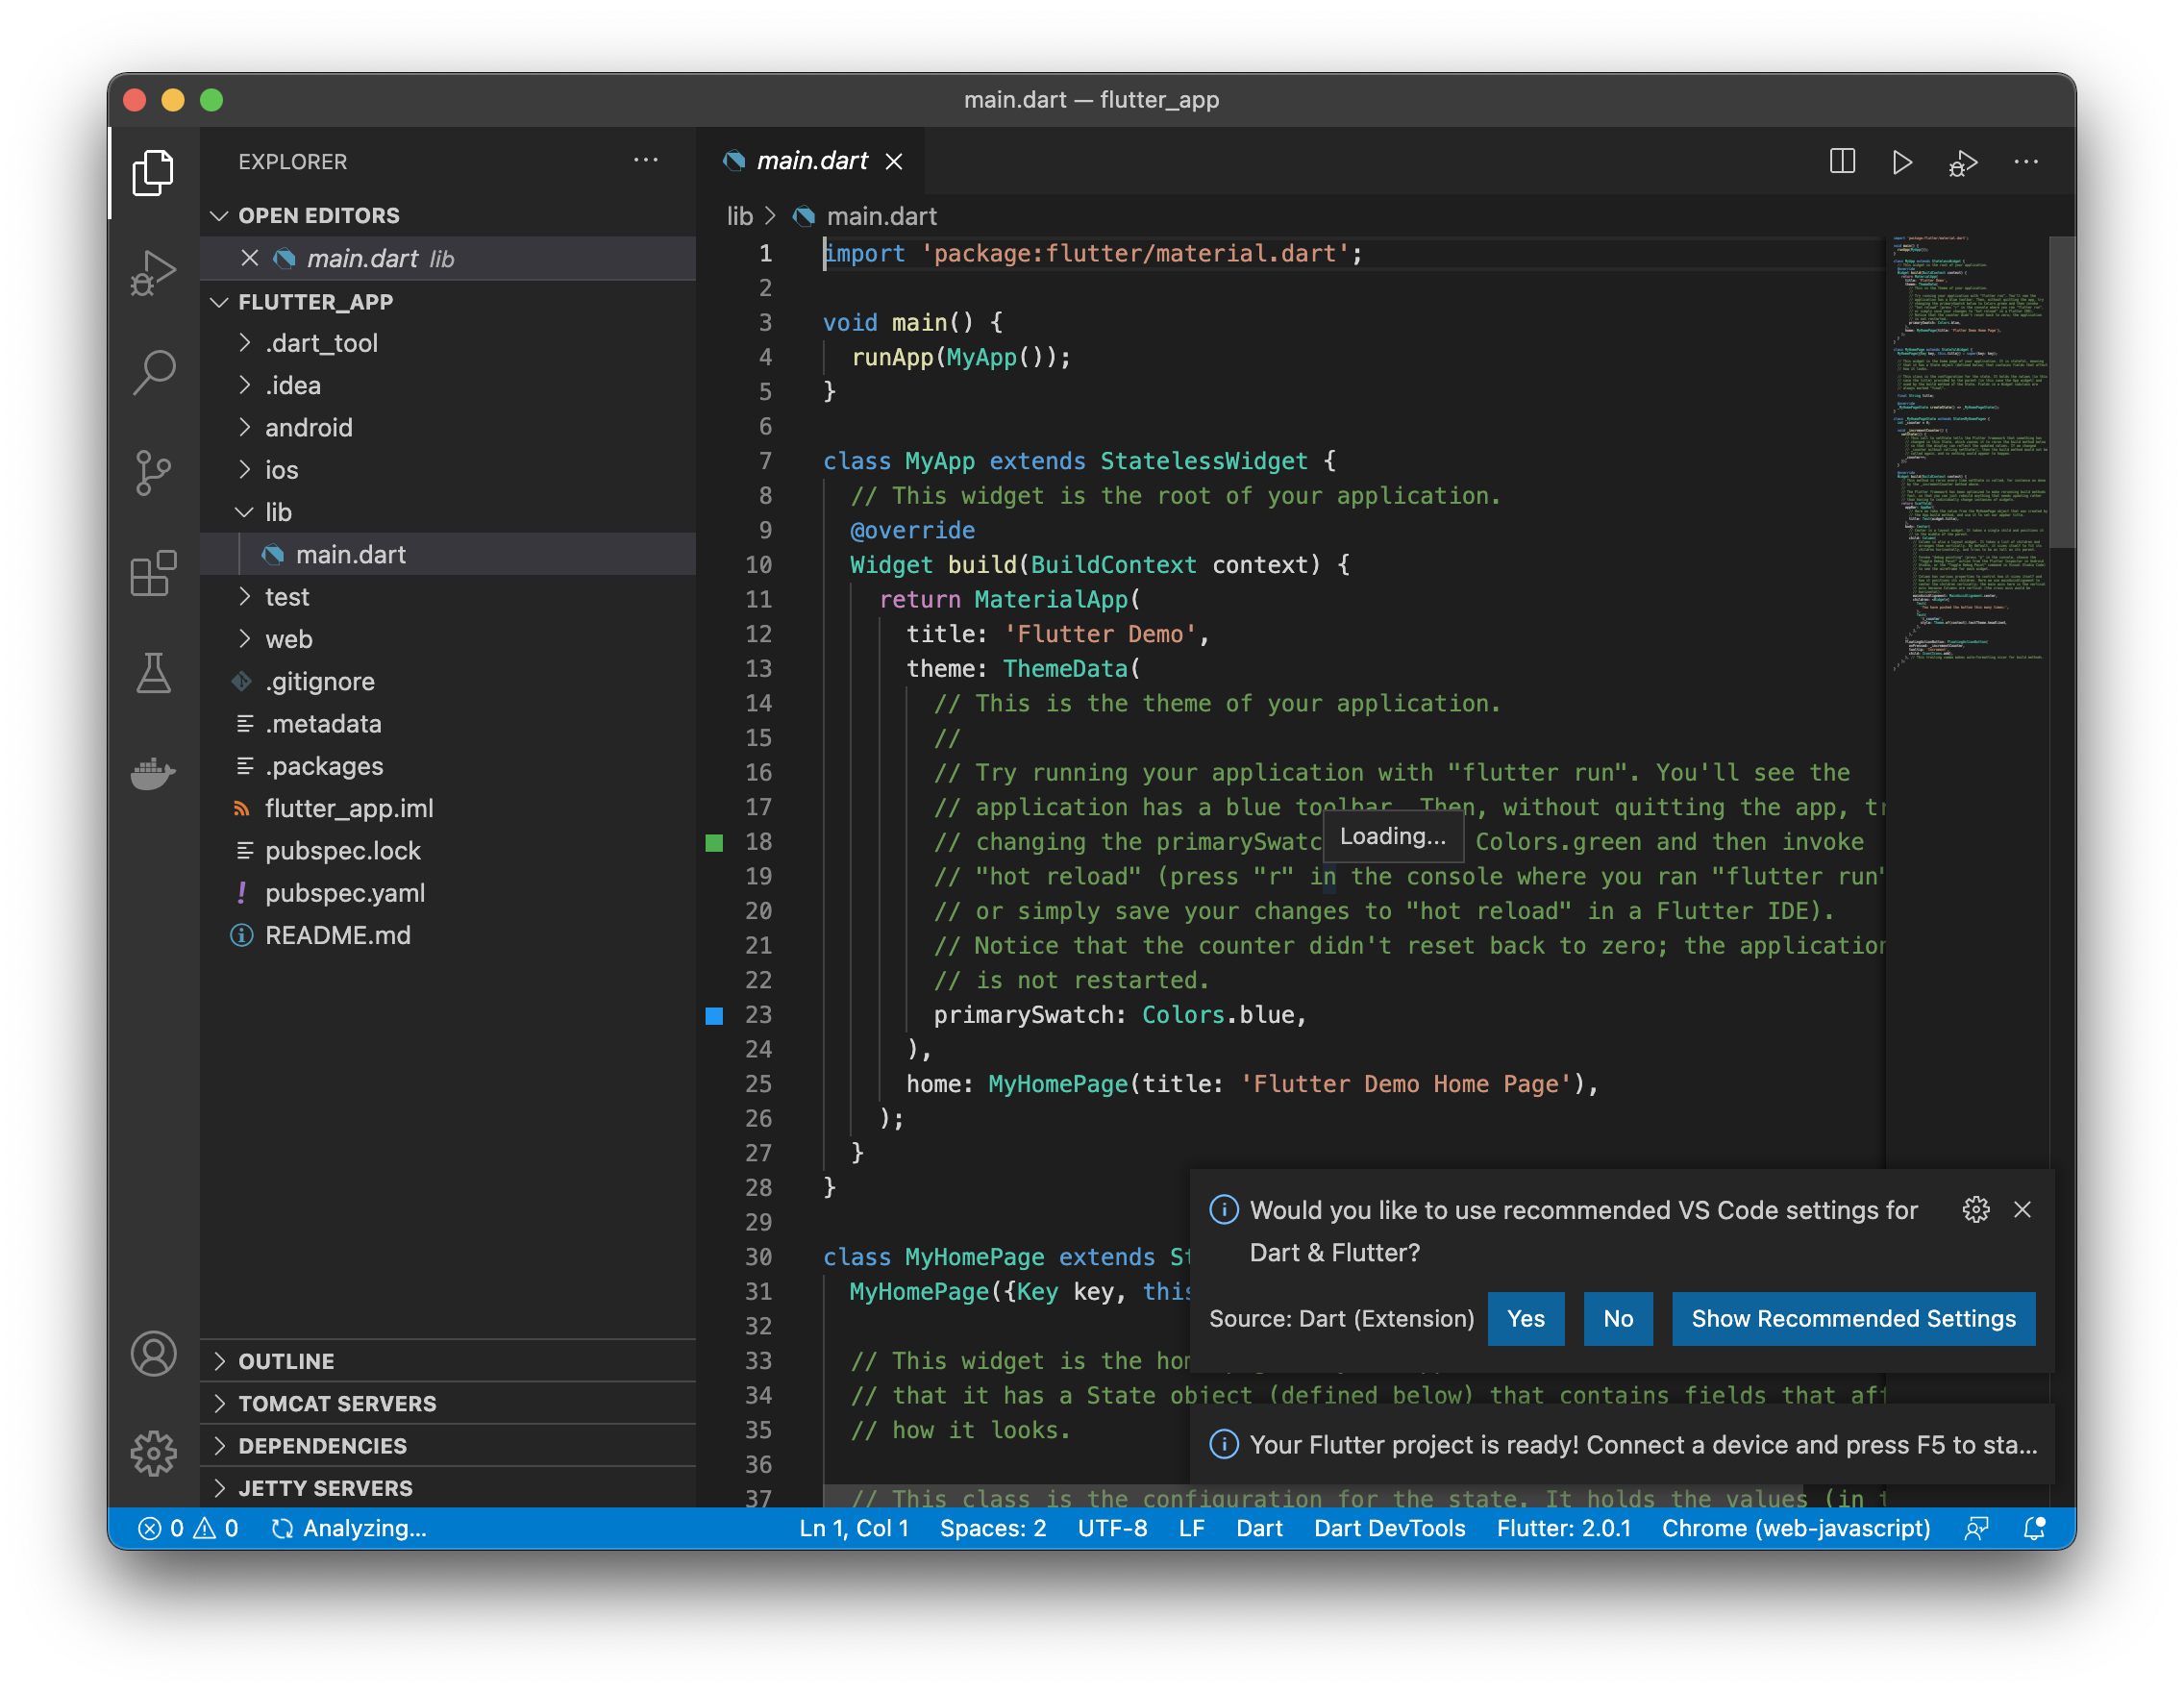 main.dart — flutter_app
EXPLORER
OPEN EDITORS
main.dart lib
FLUTTER_APP
.dart_tool
.idea
android
ios
lib
main.dart
test
web
.gitignore
.metadata
.packages
flutter_app.iml
pubspec.lock
pubspec.yaml
README.md
OUTLINE
TOMCAT SERVERS
DEPENDENCIES
JETTY SERVERS
main.dart
lib > main.dart
1 import 'package:flutter/material.dart';
2
3 void main() {
4 runApp(MyApp());
5 }
6
7 class MyApp extends StatelessWidget {
8 // This widget is the root of your application.
9 @override
10 Widget build(BuildContext context) {
11 return MaterialApp(
12 title: 'Flutter Demo',
13 theme: ThemeData(
14 // This is the theme of your application.
15 //
16 // Try running your application with "flutter run". You'll see the
17 // application has a blue toolbar. Then, without quitting the app, tr
18 // changing the primarySwatc Colors.green and then invoke
Loading...
19 // "hot reload" (press "r" in the console where you ran "flutter run"
20 // or simply save your changes to "hot reload" in a Flutter IDE).
21 // Notice that the counter didn't reset back to zero; the application
22 // is not restarted.
23 primarySwatch: Colors.blue,
24 ),
25 home: MyHomePage(title: 'Flutter Demo Home Page'),
26 );
27 }
28 }
29
30 class MyHomePage extends St
31 MyHomePage({Key key, this
32
33 // This widget is the hom
34 // that it has a State object (defined below) that contains fields that aff
35 // how it looks.
36
37 // This class is the configuration for the state. It holds the values (in t
Would you like to use recommended VS Code settings for
Dart & Flutter?
Source: Dart (Extension) Yes No Show Recommended Settings
Your Flutter project is ready! Connect a device and press F5 to sta...
0 0 Analyzing... Ln 1, Col 1 Spaces: 2 UTF-8 LF Dart Dart DevTools Flutter: 2.0.1 Chrome (web-javascript)